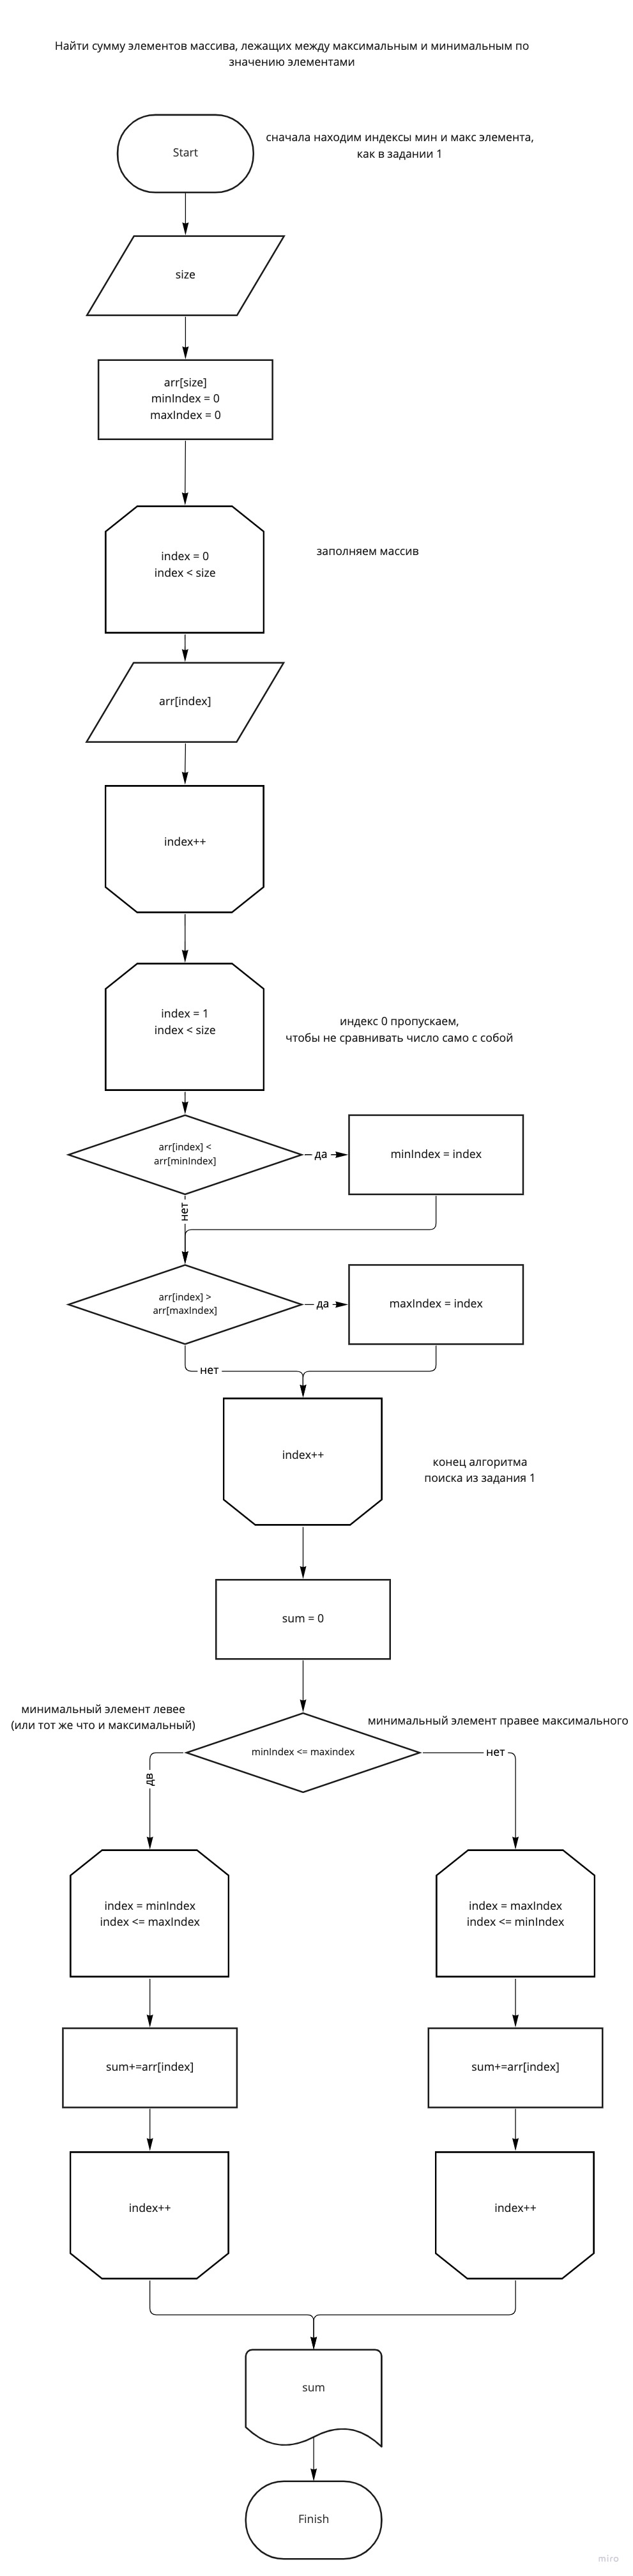 Найти сумму элементов массива, лежащих между максимальным и минимальным по
значению элементами
Start
сначала находим индексы мин и макс элемента,
как в задании 1
size
arr[size]
minIndex = 0
maxIndex = 0
index = 0
index < size
заполняем массив
arr[index]
index++
index = 1
index < size
индекс 0 пропускаем,
чтобы не сравнивать число само с собой
arr[index] <
arr[minIndex]
да
minIndex = index
нет
arr[index] >
arr[maxIndex]
да
maxIndex = index
нет
index++
конец алгоритма
поиска из задания 1
sum = 0
минимальный элемент левее
(или тот же что и максимальный)
минимальный элемент правее максимального
minIndex <= maxindex
дв
нет
index = minIndex
index <= maxIndex
index = maxIndex
index <= minIndex
sum+=arr[index]
sum+=arr[index]
index++
index++
sum
Finish
miro